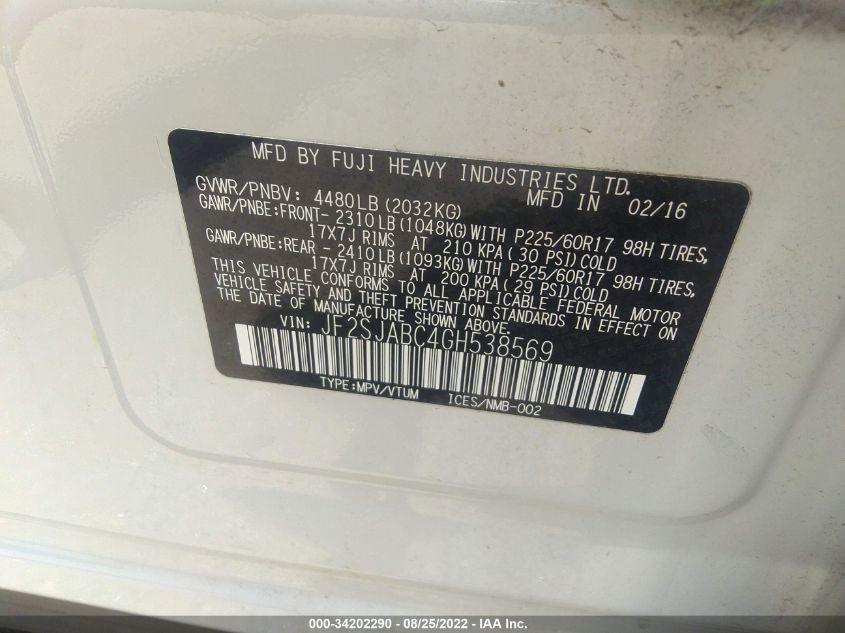 MFD BY FUJI HEAVY INDUSTRIES LTD.
MFD IN 02/16
GVWR/PNBV: 4480LB(2032KG)
GAWR/PNBE:FRONT- 2310LB(1048KG)WITH P225/60R17 98H TIRES,
17X7J RIMS AT 210 KPA( 30 PSI)COLD
GAWR/PNBE:REAR - 2410LB(1093KG)WITH P225/60R17 98H TIRES,
17X7J RIMS AT 200 KPA( 29 PSI)COLD
THIS VEHICLE CONFORMS TO ALL APPLICABLE FEDERAL MOTOR
VEHICLE SAFETY AND THEFT PREVENTION STANDARDS IN EFFECT ON
THE DATE OF MANUFACTURE SHOWN ABOVE.
VIN: JF2SJABC4GH538569
TYPE:MPV/VTUM ICES/NMB-002
000-34202290 - 08/25/2022 - IAA Inc.